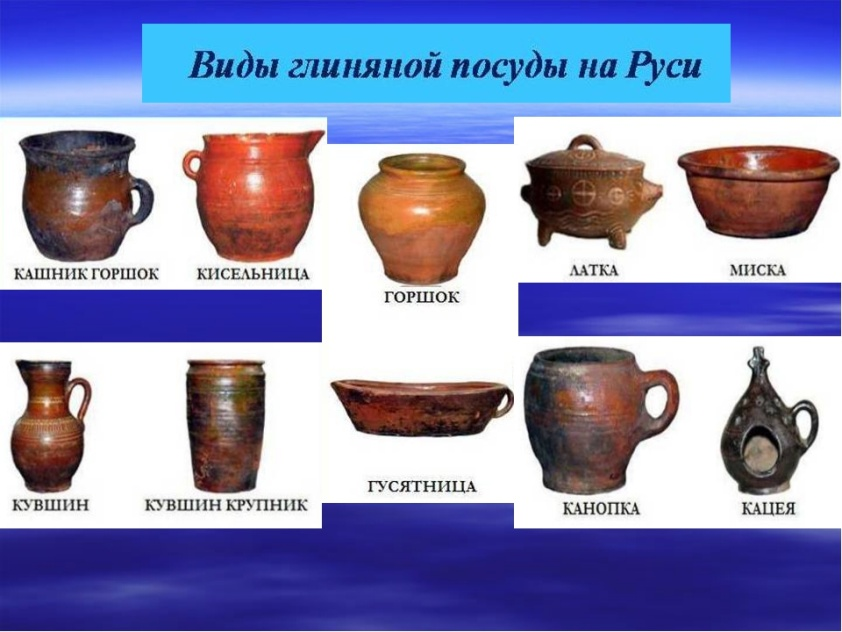 Виды глиняной посуды на Руси
КАШНИК ГОРШОК
КИСЕЛЬНИЦА
ГОРШОК
ЛАТКА
МИСКА
КУВШИН
КУВШИН КРУПНИК
ГУСЯТНИЦА
КАНОПКА
КАЦЕЯ